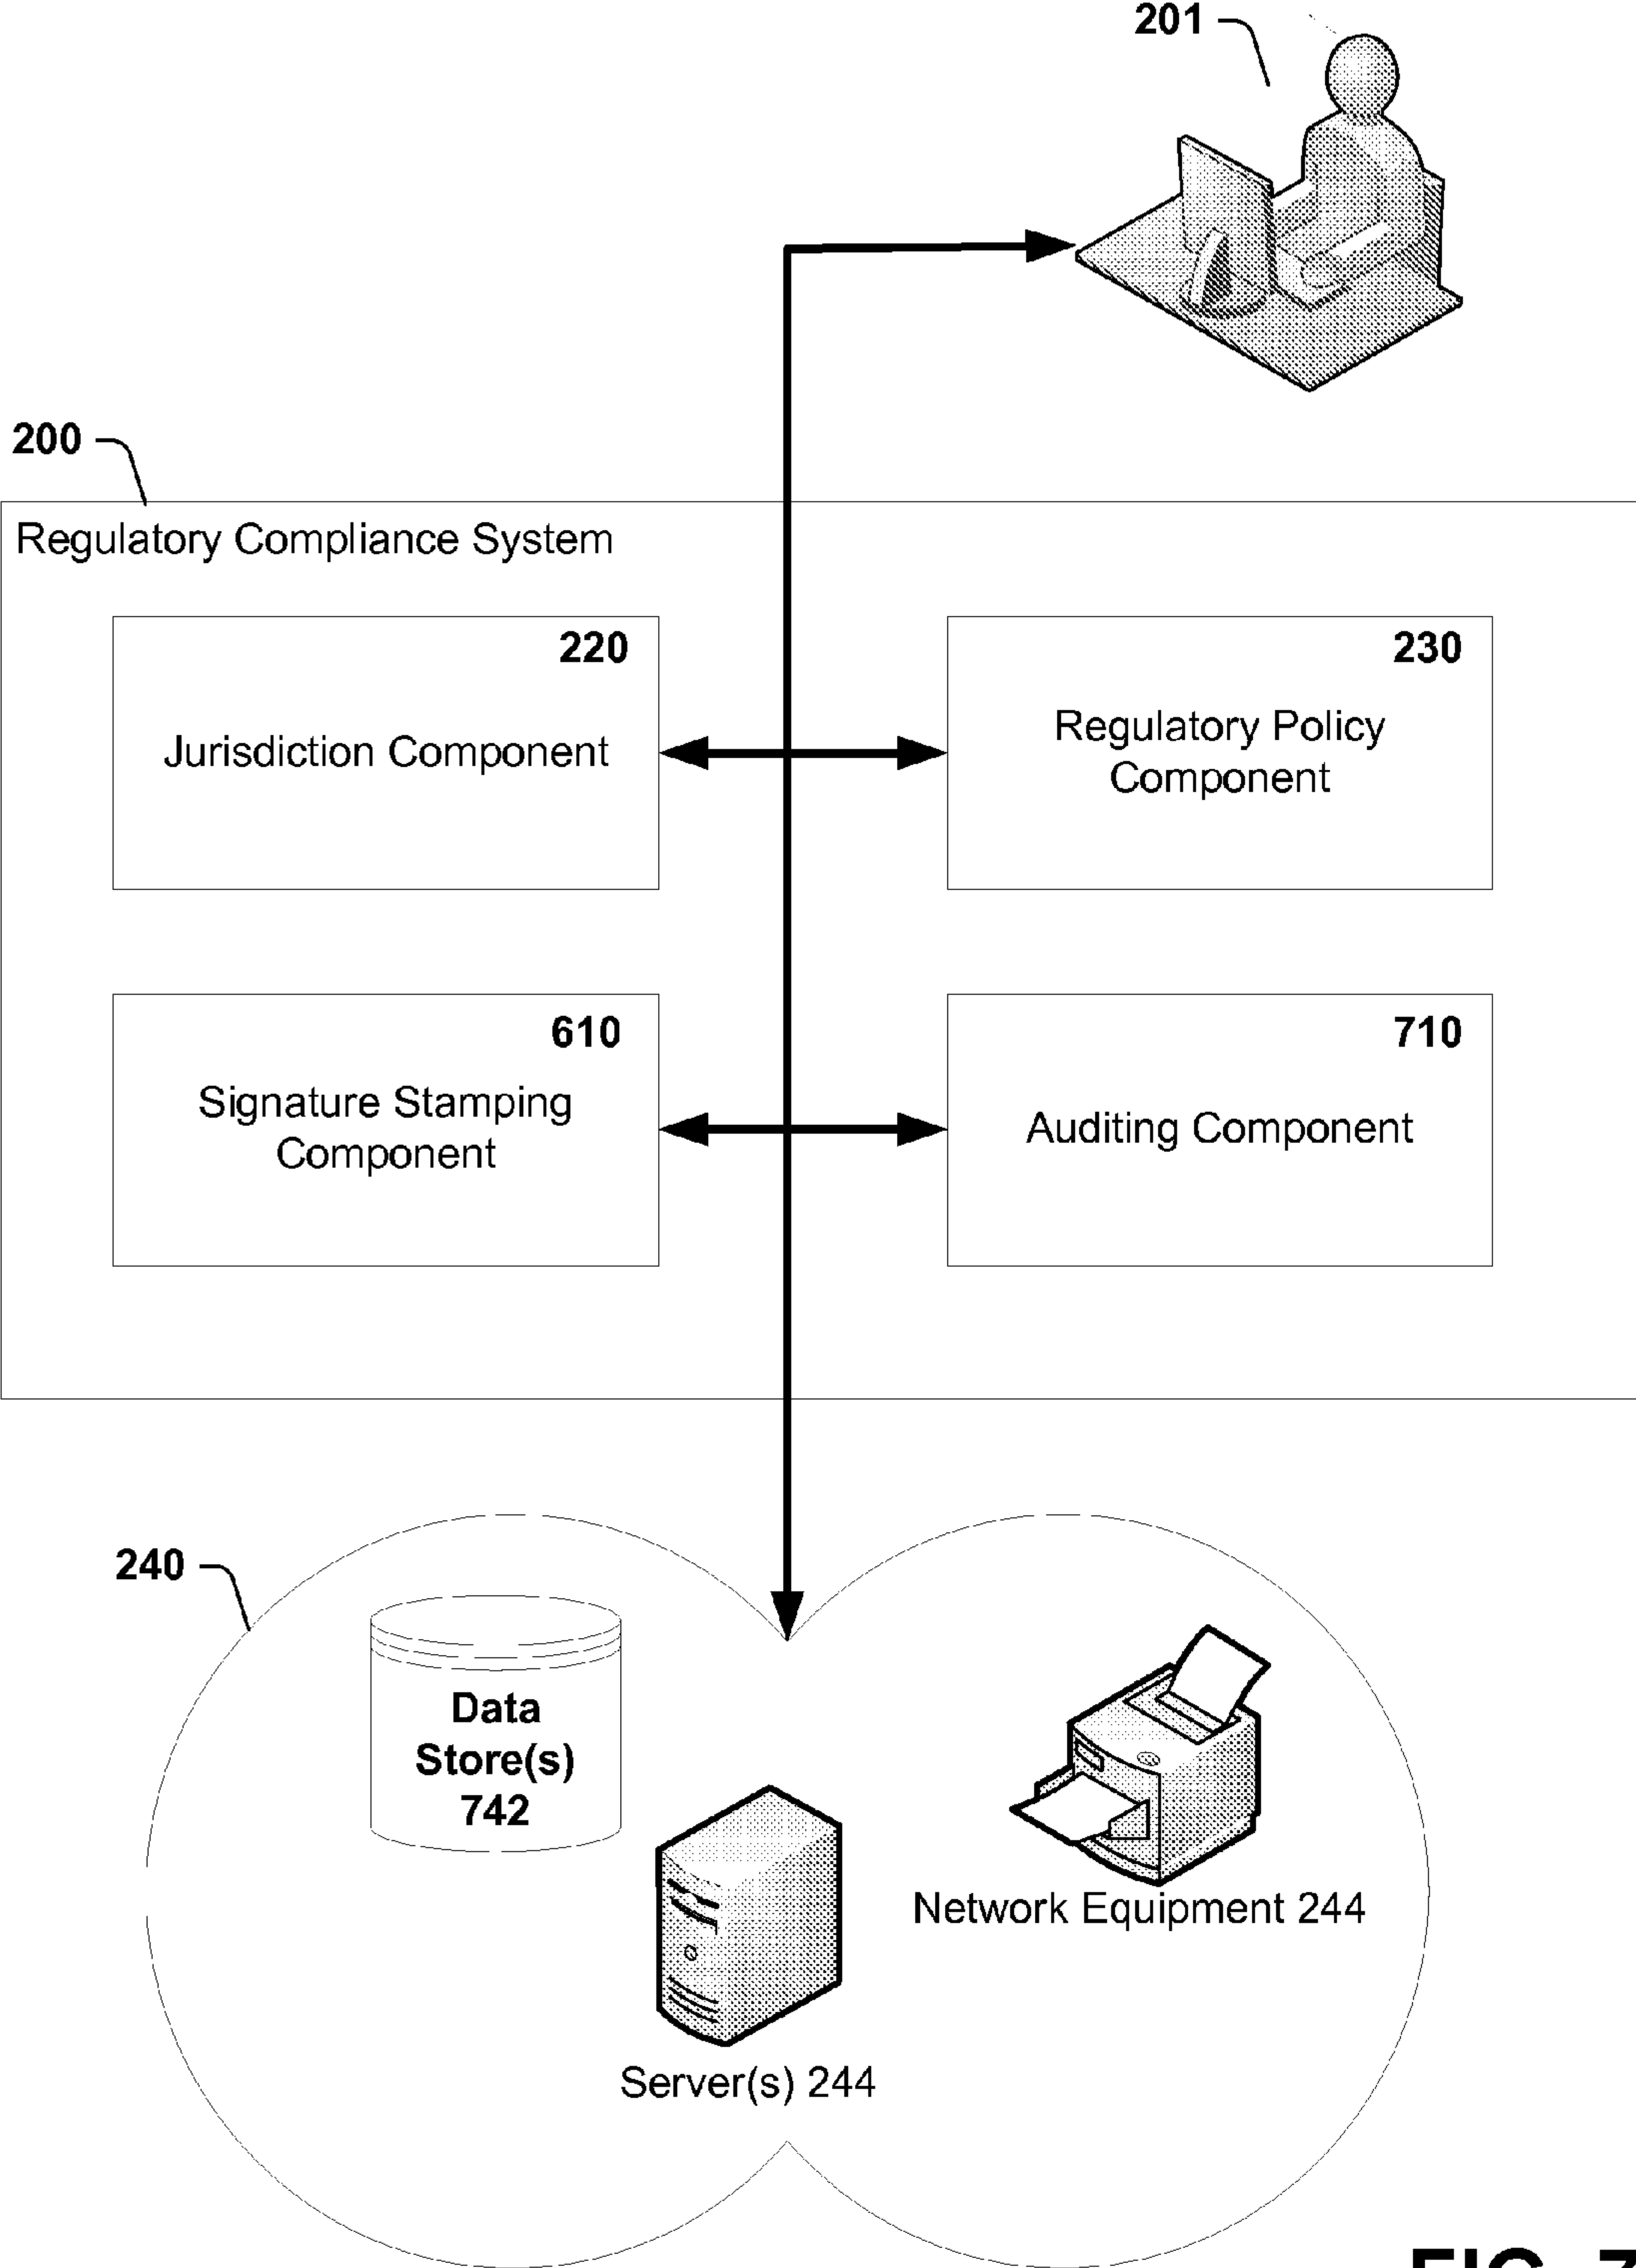 201
200
Regulatory Compliance System
220
Jurisdiction Component
230
Regulatory Policy
Component
610
Signature Stamping
Component
710
Auditing Component
240
Data
Store(s)
742
Network Equipment 244
Server(s) 244